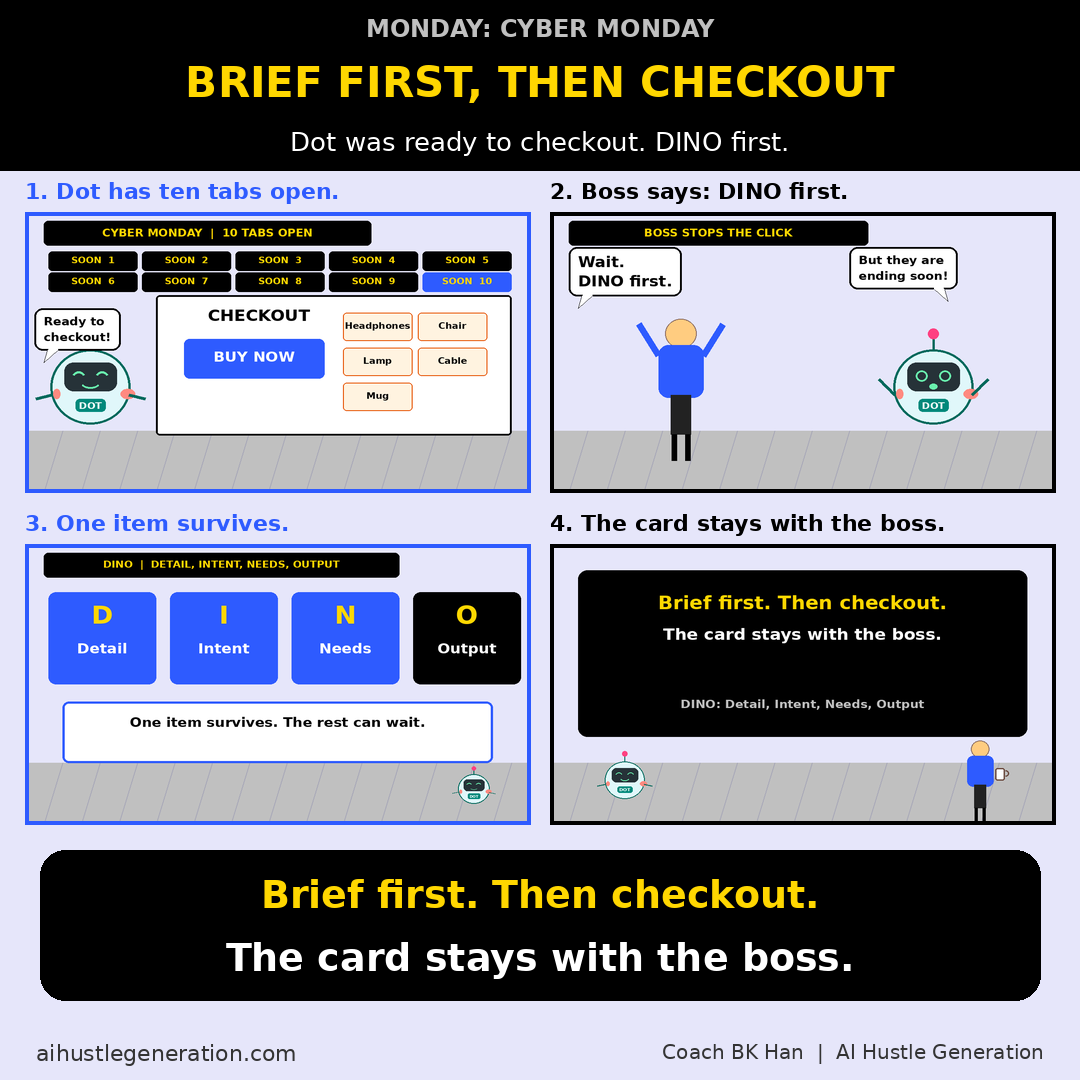 MONDAY: CYBER MONDAY
BRIEF FIRST, THEN CHECKOUT
Dot was ready to checkout. DINO first.
1. Dot has ten tabs open.
CYBER MONDAY | 10 TABS OPEN
SOON 1
SOON 2
SOON 3
SOON 4
SOON 5
SOON 6
SOON 7
SOON 8
SOON 9
SOON 10
Ready to
checkout!
DOT
CHECKOUT
BUY NOW
Headphones
Chair
Lamp
Cable
Mug
2. Boss says: DINO first.
BOSS STOPS THE CLICK
Wait.
DINO first.
But they are
ending soon!
DOT
3. One item survives.
DINO | DETAIL, INTENT, NEEDS, OUTPUT
D
Detail
I
Intent
N
Needs
O
Output
One item survives. The rest can wait.
DOT
4. The card stays with the boss.
Brief first. Then checkout.
The card stays with the boss.
DINO: Detail, Intent, Needs, Output
DOT
Brief first. Then checkout.
The card stays with the boss.
aihustlegeneration.com
Coach BK Han | AI Hustle Generation